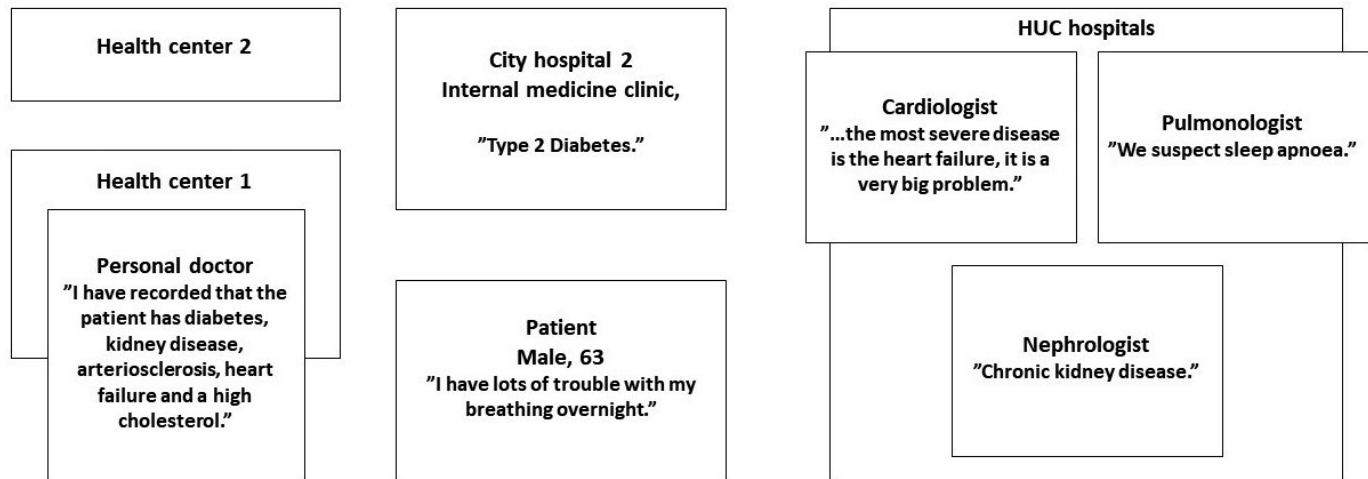 Health center 2
Health center 1
Personal doctor
”I have recorded that the
patient has diabetes,
kidney disease,
arteriosclerosis, heart
failure and a high
cholesterol.”
City hospital 2
Internal medicine clinic,
”Type 2 Diabetes.”
Patient
Male, 63
”I have lots of trouble with my
breathing overnight.”
HUC hospitals
Cardiologist
”...the most severe disease
is the heart failure, it is a
very big problem.”
Pulmonologist
”We suspect sleep apnoea.”
Nephrologist
”Chronic kidney disease.”